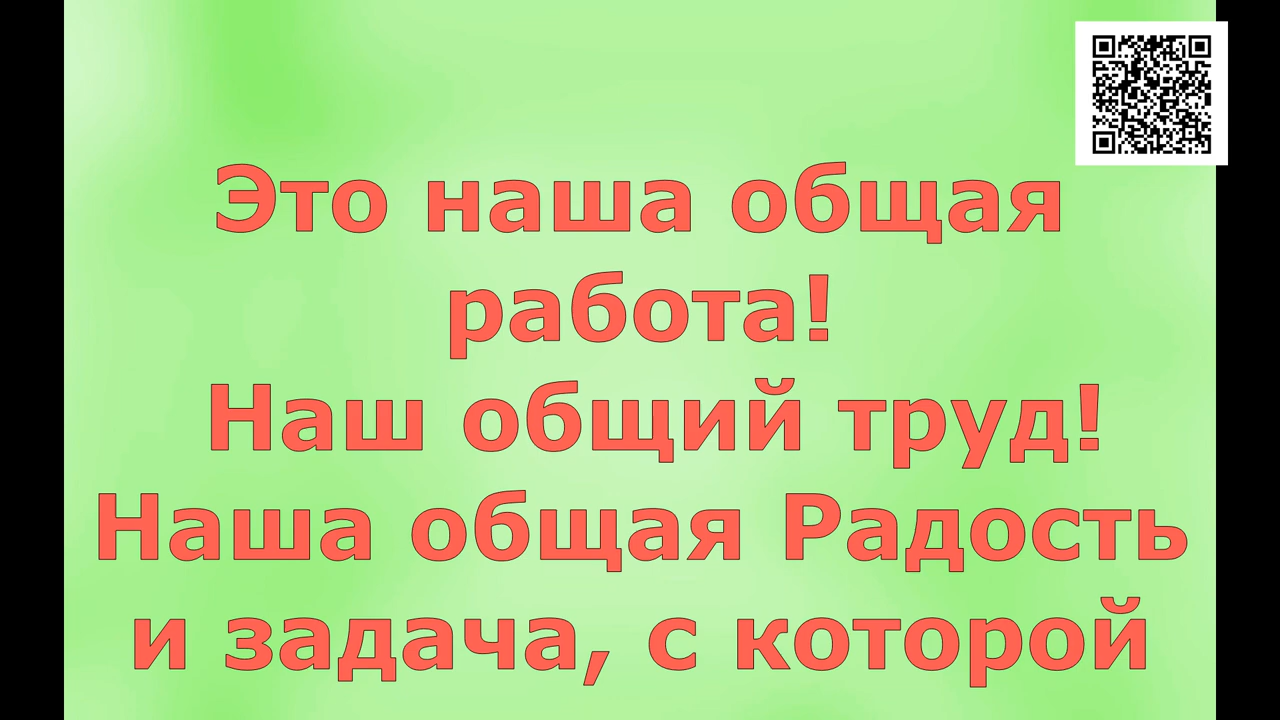 Это наша общая
работа!
Наш общий труд!
Наша общая Радость
и задача, с которой